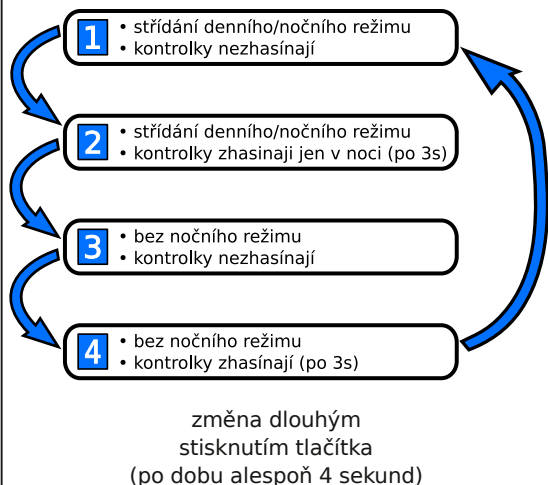 1 • střídání denního/nočního režimu
• kontrolky nezhasínají
2 • střídání denního/nočního režimu
• kontrolky zhasinaji jen v noci (po 3s)
3 • bez nočního režimu
• kontrolky nezhasínají
4 • bez nočního režimu
• kontrolky zhasínají (po 3s)
změna dlouhým
stisknutím tlačítka
(po dobu alespoň 4 sekund)